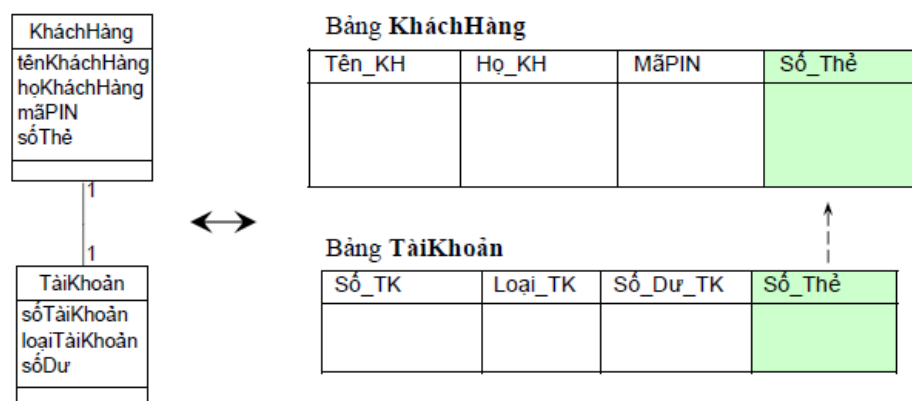 KháchHàng
tênKháchHàng
họKháchHàng
mãPIN
sốThẻ
1
1
TàiKhoản
sốTàiKhoản
loạiTàiKhoản
sốDư
Bảng KháchHàng
Tên_KH Họ_KH MãPIN Số_Thẻ
Bảng TàiKhoản
Số_TK Loại_TK Số_Dư_TK Số_Thẻ